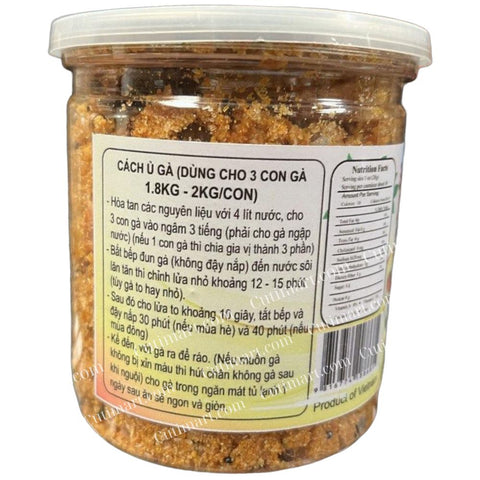 CÁCH Ủ GÀ (DÙNG CHO 3 CON GÀ
1.8KG - 2KG/CON)
- Hòa tan các nguyên liệu với 4 lít nước, cho
3 con gà vào ngâm 3 tiếng (phải cho gà ngập
nước) (nếu 1 con gà thì chia gia vị thành 3 phần)
- Bắt bếp đun gà (không đậy nắp) đến nước sôi
lăn tăn thì chỉnh lửa nhỏ khoảng 12 - 15 phút
(tùy gà to hay nhỏ).
- Sau đó cho lửa to khoảng 10 giây, tắt bếp và
đậy nắp 30 phút (nếu mùa hè) và 40 phút (nếu
mùa đông)
- Kế đến, vớt gà ra để ráo. (Nếu muốn gà
không bị xỉn màu thì hút chân không gà sau
khi nguội) cho gà trong ngăn mát tủ lạnh
ngày sau ăn sẽ ngon và giòn.
Nutrition Facts
Amount Per Serving
Product of Vietnam
Cuthmart.com